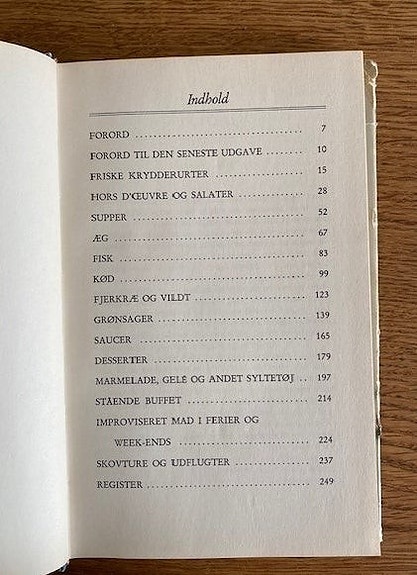 Indhold
FORORD .......................... 7
FORORD TIL DEN SENESTE UDGAVE ........ 10
FRISKE KRYDDERURTER .................. 15
HORS D'ŒUVRE OG SALATER .............. 28
SUPPER ............................... 52
ÆG ................................... 67
FISK ................................. 83
KØD .................................. 99
FJERKRÆ OG VILDT ..................... 123
GRØNSAGER ............................ 139
SAUCER ............................... 165
DESSERTER ............................ 179
MARMELADE, GELÉ OG ANDET SYLTETØJ .. 197
STÅENDE BUFFET ....................... 214
IMPROVISERET MAD I FERIER OG
WEEK-ENDS ............................ 224
SKOVTURE OG UDFLUGTER ................ 237
REGISTER ............................. 249